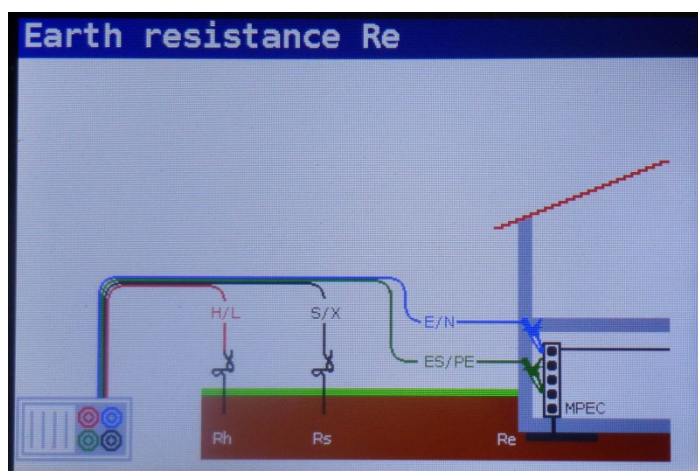 Earth resistance Re
H/L
S/X
E/N
ES/PE
MPEC
Rh
Rs
Re